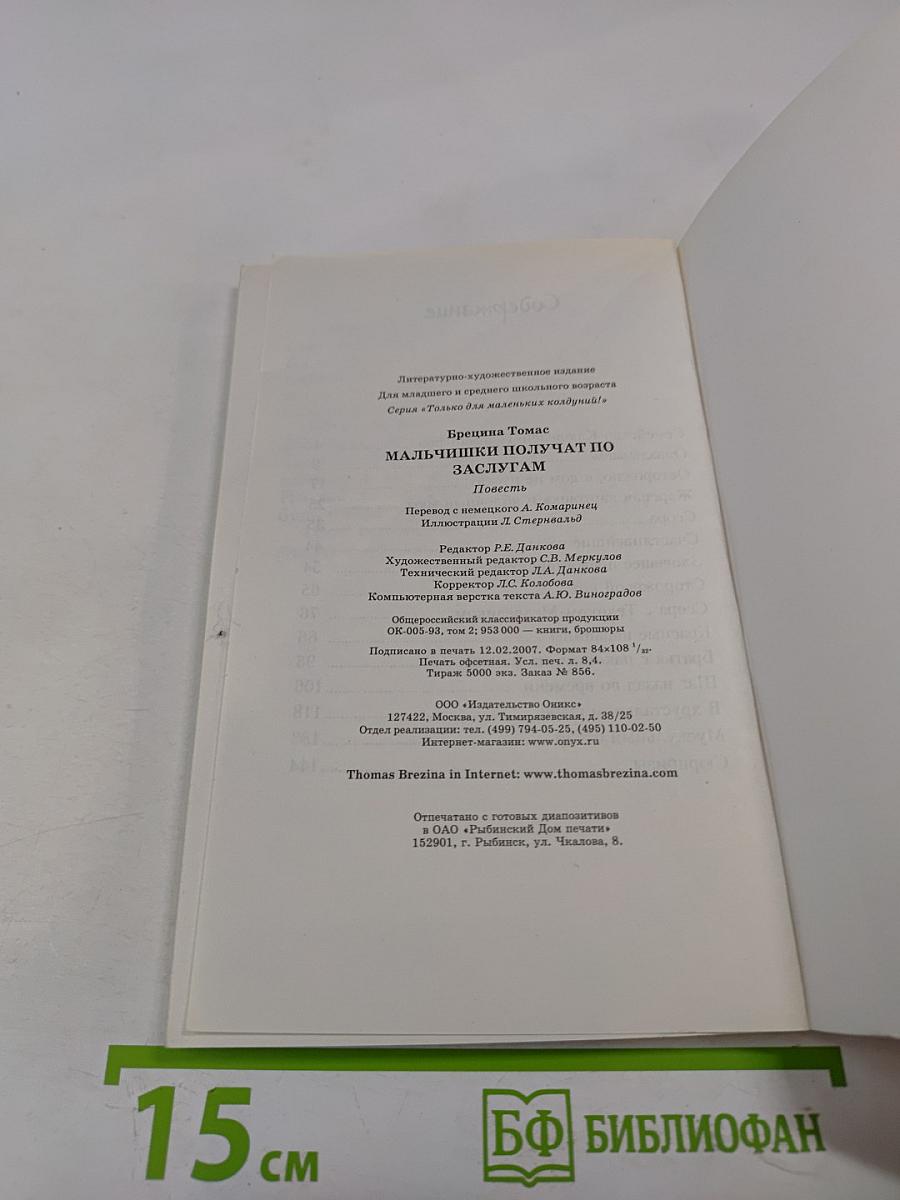 Содержание
Литературно-художественное издание
Для младшего и среднего школьного возраста
Серия «Только для маленьких колдуний!»
Брецина Томас
МАЛЬЧИШКИ ПОЛУЧАТ ПО
ЗАСЛУГАМ
Повесть
Перевод с немецкого А. Комаринец
Иллюстрации Л. Стернвальд
Редактор Р.Е. Данкова
Художественный редактор С.В. Меркулов
Технический редактор Л.А. Данкова
Корректор Л.С. Колобова
Компьютерная верстка текста А.Ю. Виноградов
Общероссийский классификатор продукции
ОК-005-93, том 2; 953 000 — книги, брошюры
Подписано в печать 12.02.2007. Формат 84×108 1/32.
Печать офсетная. Усл. печ. л. 8,4.
Тираж 5000 экз. Заказ № 856.
ООО «Издательство Оникс»
127422, Москва, ул. Тимирязевская, д. 38/25
Отдел реализации: тел. (499) 794-05-25, (495) 110-02-50
Интернет-магазин: www.onyx.ru
Thomas Brezina in Internet: www.thomasbrezina.com
Отпечатано с готовых диапозитивов
в ОАО «Рыбинский Дом печати»
152901, г. Рыбинск, ул. Чкалова, 8.
15 см
БФ БИБЛИОФАН